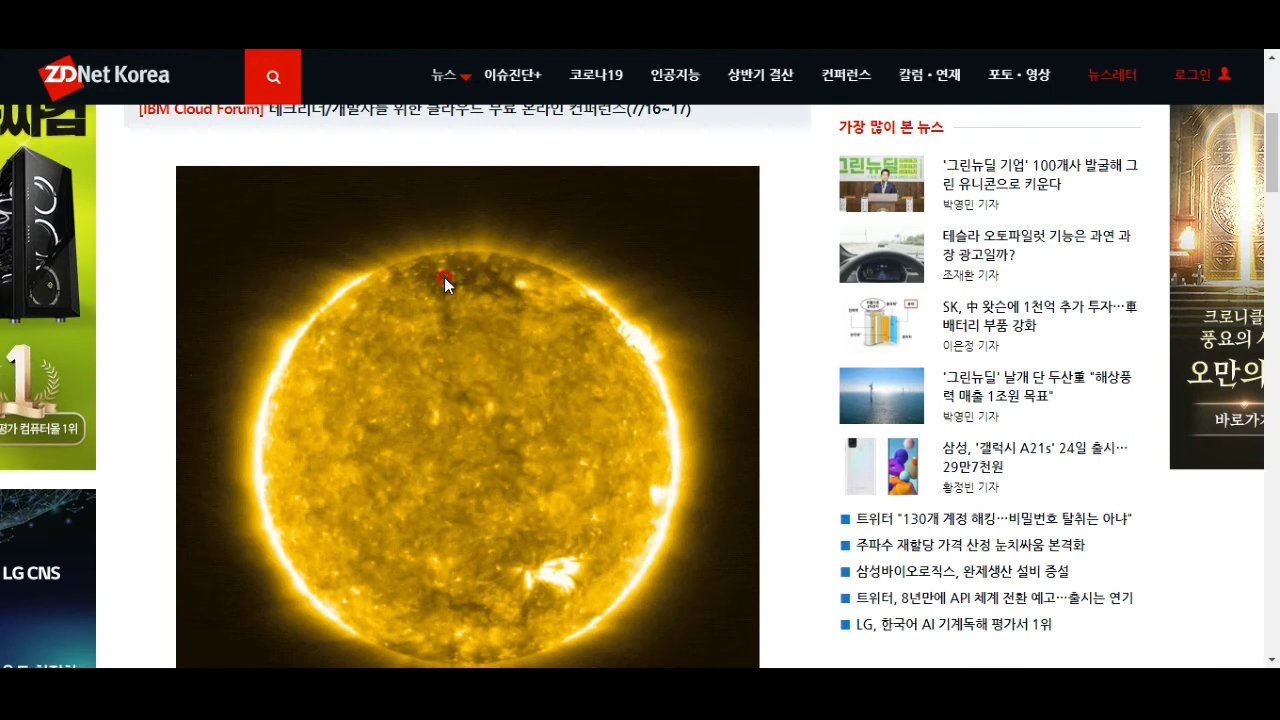 ZDNet Korea
뉴스 이슈진단+ 코로나19 인공지능 상반기 결산 컨퍼런스 칼럼・연재 포토・영상 뉴스레터 로그인
[IBM Cloud Forum] 테크리더/개발자를 위한 클라우드 무료 온라인 컨퍼런스(7/16~17)
가장 많이 본 뉴스
'그린뉴딜 기업' 100개사 발굴해 그
린 유니콘으로 키운다
박영민 기자
테슬라 오토파일럿 기능은 과연 과
장 광고일까?
조재환 기자
SK, 中 왓슨에 1천억 추가 투자…車
배터리 부품 강화
이은정 기자
'그린뉴딜' 날개 단 두산重 "해상풍
력 매출 1조원 목표"
박영민 기자
삼성, '갤럭시 A21s' 24일 출시…
29만7천원
황정빈 기자
트위터 "130개 계정 해킹…비밀번호 탈취는 아냐"
주파수 재할당 가격 산정 눈치싸움 본격화
삼성바이오로직스, 완제생산 설비 증설
트위터, 8년만에 API 체계 전환 예고…출시는 연기
LG, 한국어 AI 기계독해 평가서 1위
그린뉴딜
1
평가 컴퓨터몰 1위
LG CNS
크로니클
풍요의
오만의
바로가기